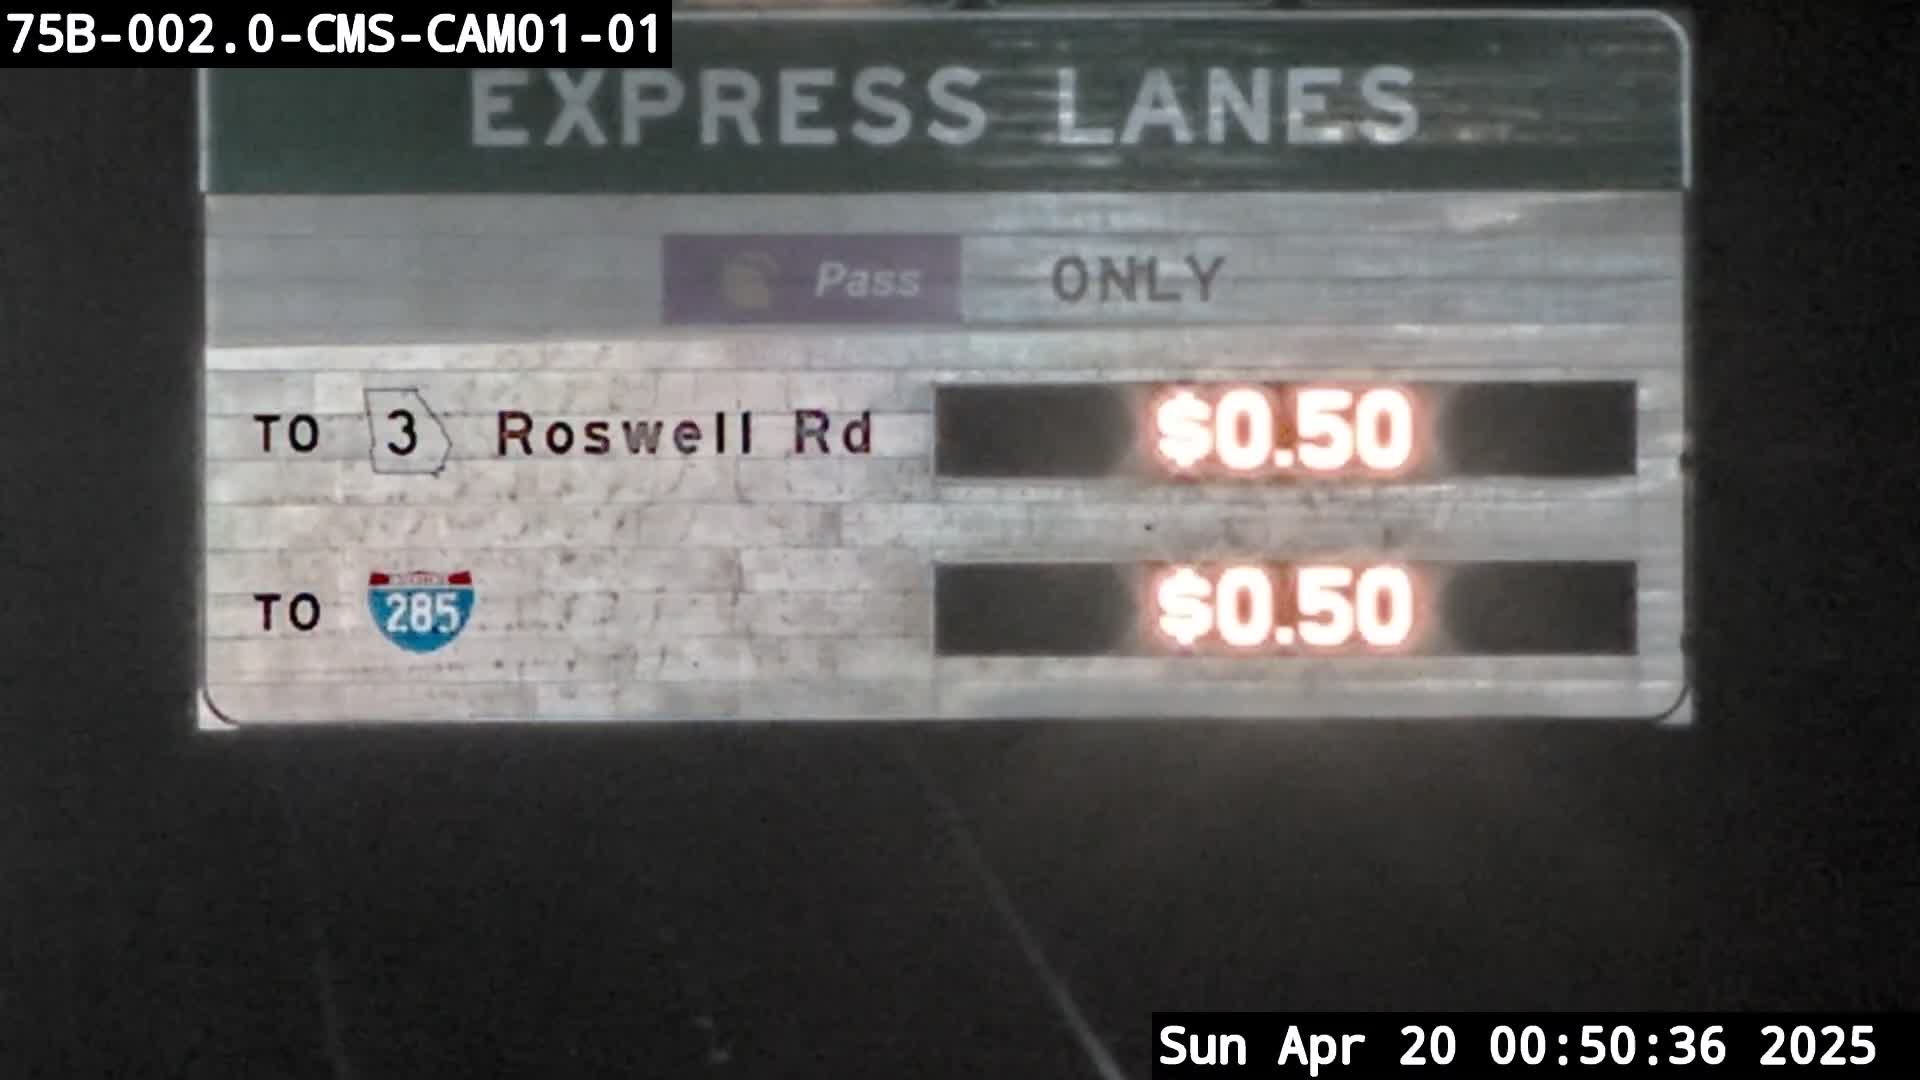 75B-002.0-CMS-CAM01-01
EXPRESS LANES
Pass ONLY
TO 3 Roswell Rd $0.50
TO 285 $0.50
Sun Apr 20 00:50:36 2025